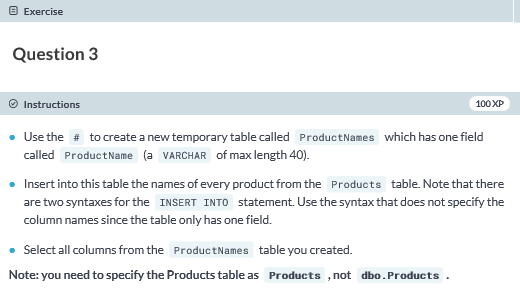 Exercise
Question 3
Instructions
100 XP
Use the # to create a new temporary table called ProductNames which has one field
called ProductName (a VARCHAR of max length 40).
Insert into this table the names of every product from the Products table. Note that there
are two syntaxes for the INSERT INTO statement. Use the syntax that does not specify the
column names since the table only has one field.
Select all columns from the ProductNames table you created.
Note: you need to specify the Products table as Products , not dbo.Products .